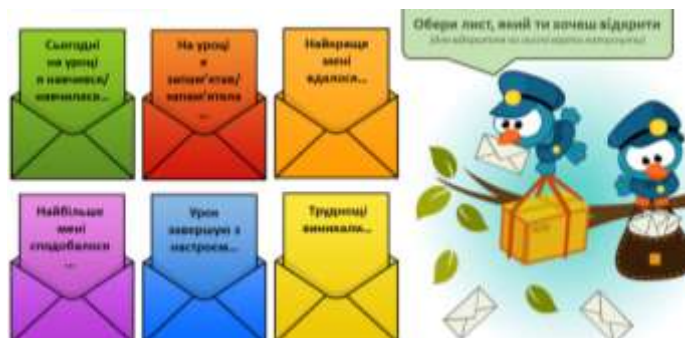 Сьогодні
на уроці
я навчився/
навчилася...
На уроці
я
запам'ятав/
запам'ятала
...
Найкраще
мені
вдалося...
Обери лист, який ти хочеш відкрити
Найбільше
мені
сподобалося
...
Урок
завершую з
настроєм...
Труднощі
виникали...